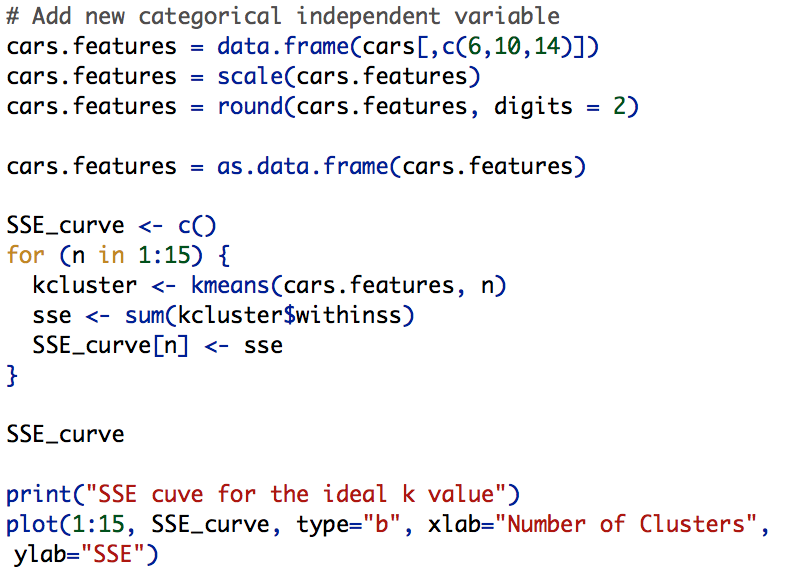 # Add new categorical independent variable
cars.features = data.frame(cars[,c(6,10,14)])
cars.features = scale(cars.features)
cars.features = round(cars.features, digits = 2)
cars.features = as.data.frame(cars.features)
SSE_curve <- c()
for (n in 1:15) {
  kcluster <- kmeans(cars.features, n)
  sse <- sum(kcluster$withinss)
  SSE_curve[n] <- sse
}
SSE_curve
print("SSE cuve for the ideal k value")
plot(1:15, SSE_curve, type="b", xlab="Number of Clusters",
ylab="SSE")